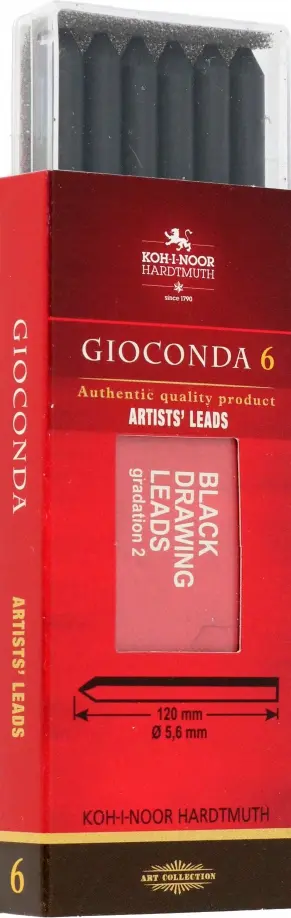 KOH-I-NOOR
HARDTMUTH
since 1790
GIOCONDA 6
Authentic quality product
ARTISTS' LEADS
BLACK
DRAWING
LEADS
gradation 2
120 mm
Ø 5,6 mm
KOH-I-NOOR HARDTMUTH
ART COLLECTION
GIOCONDA
ARTISTS' LEADS
6